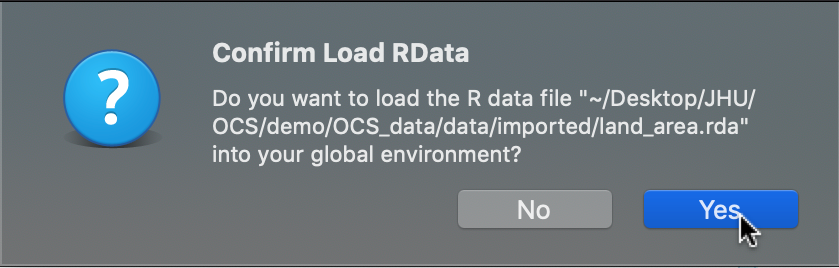 Confirm Load RData
Do you want to load the R data file "~/Desktop/JHU/
OCS/demo/OCS_data/data/imported/land_area.rda"
into your global environment?
No
Yes